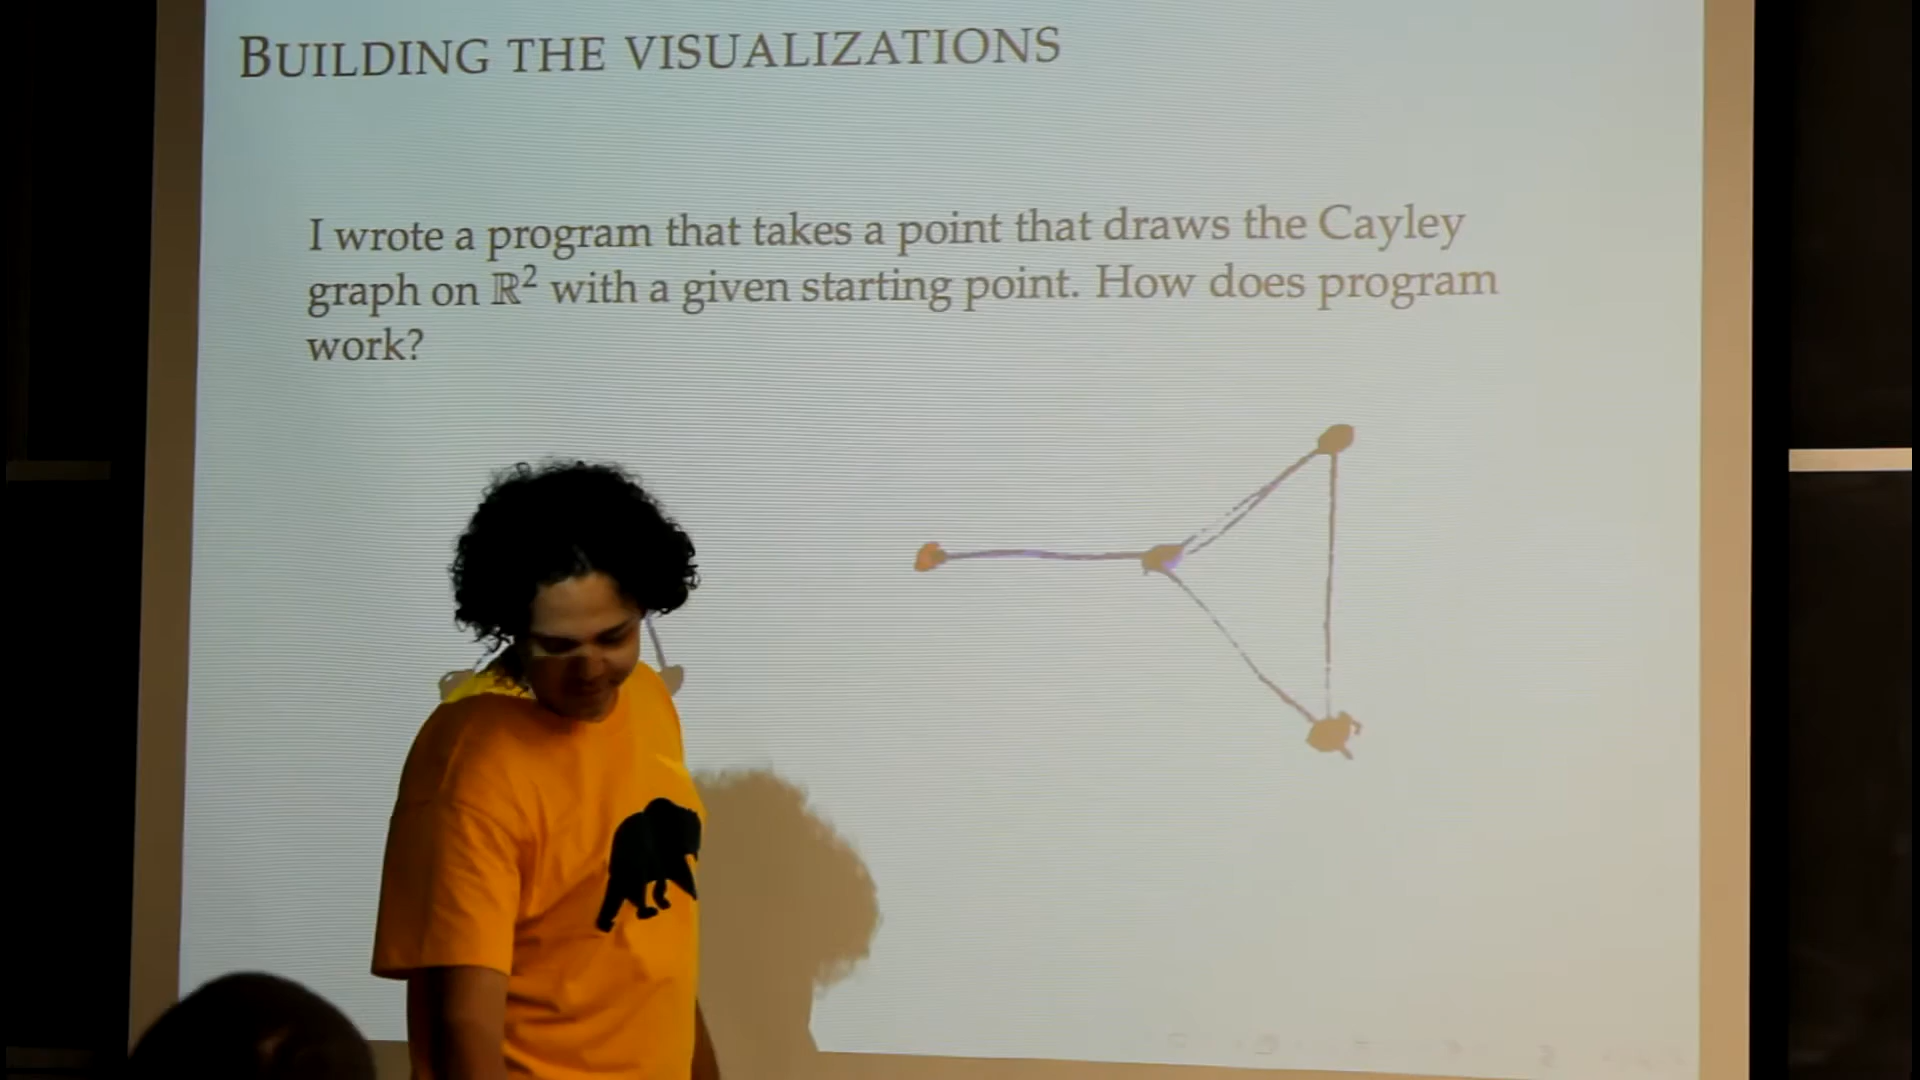 BUILDING THE VISUALIZATIONS
I wrote a program that takes a point that draws the Cayley
graph on ℝ² with a given starting point. How does program
work?